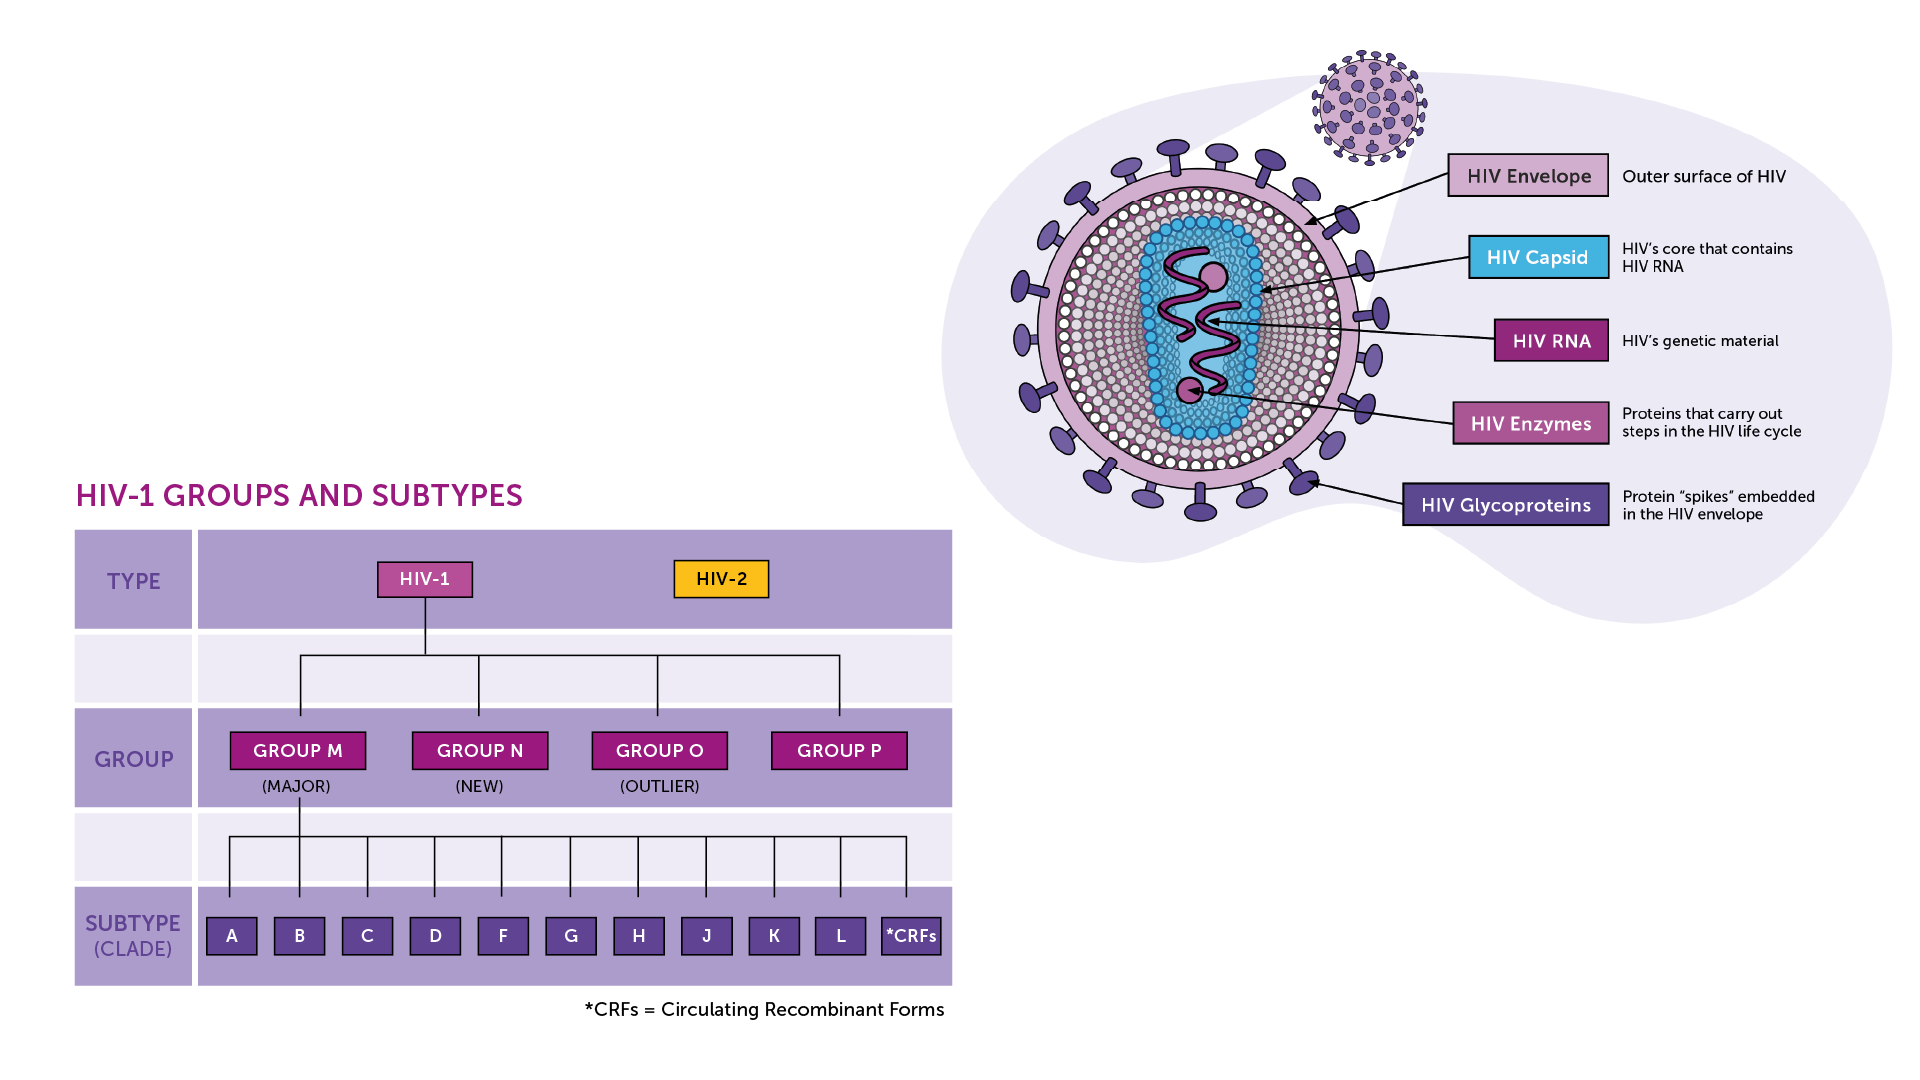 HIV Envelope
Outer surface of HIV
HIV Capsid
HIV's core that contains
HIV RNA
HIV RNA
HIV's genetic material
HIV Enzymes
Proteins that carry out
steps in the HIV life cycle
HIV Glycoproteins
Protein "spikes" embedded
in the HIV envelope
HIV-1 GROUPS AND SUBTYPES
TYPE
HIV-1
HIV-2
GROUP
GROUP M
GROUP N
GROUP O
GROUP P
(MAJOR)
(NEW)
(OUTLIER)
SUBTYPE
(CLADE)
A
B
C
D
F
G
H
J
K
L
*CRFs
*CRFs = Circulating Recombinant Forms